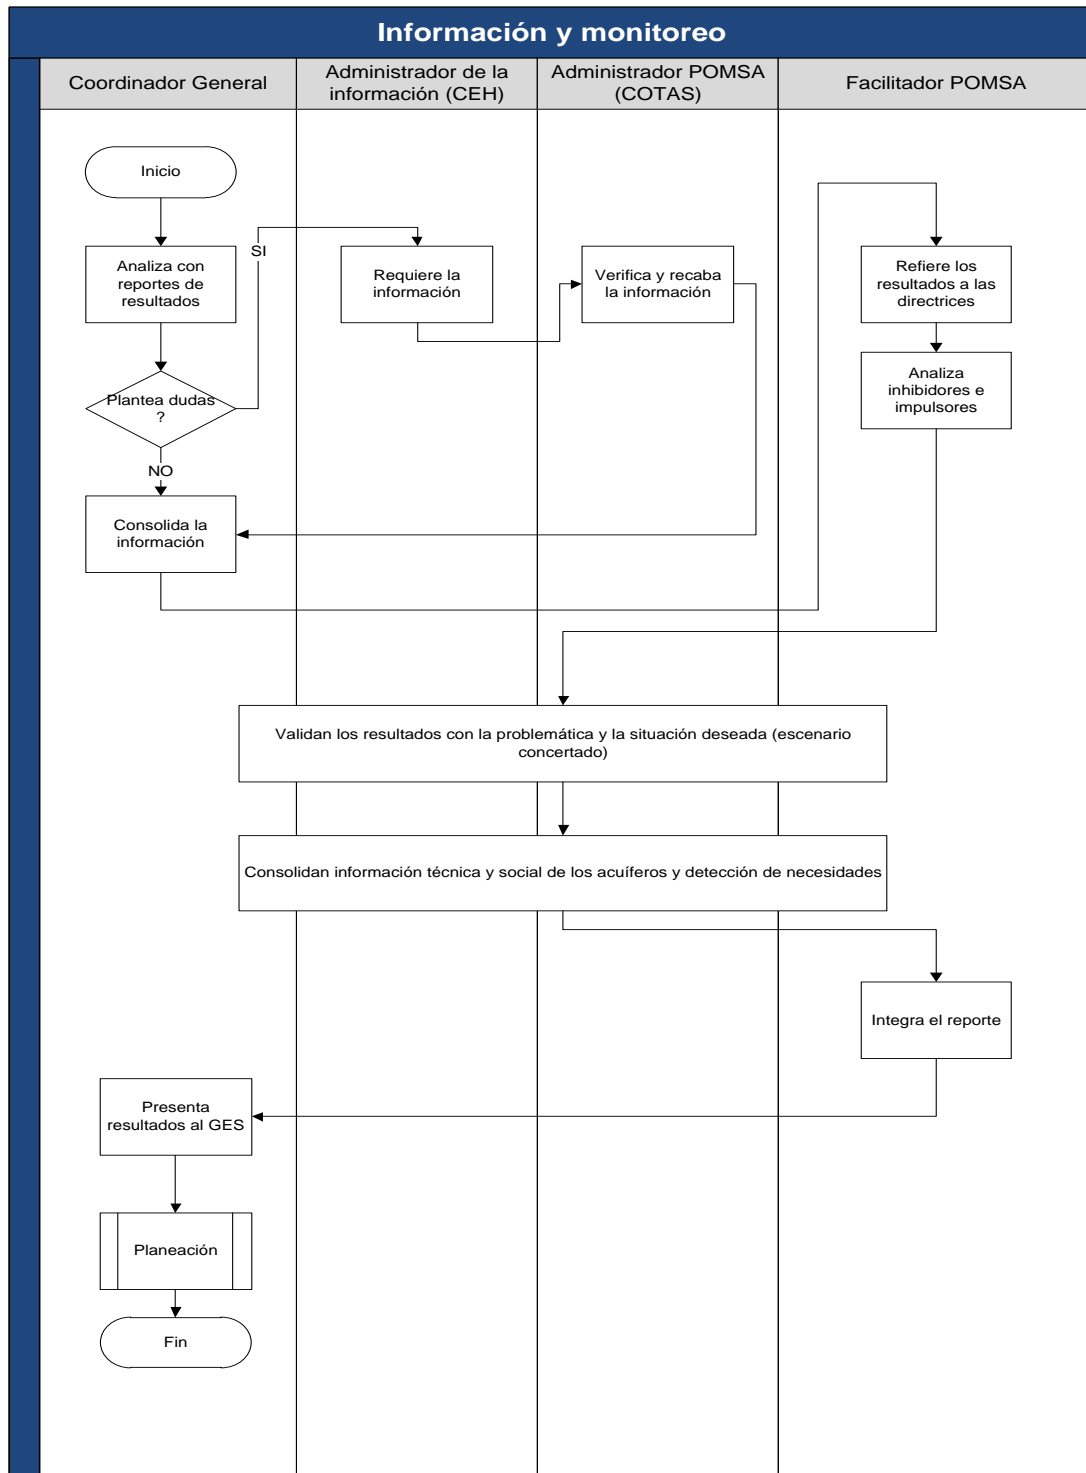 Información y monitoreo
Coordinador General
Administrador de la
información (CEH)
Administrador POMSA
(COTAS)
Facilitador POMSA
Inicio
SI
Analiza con
reportes de
resultados
Requiere la
información
Verifica y recaba
la información
Refiere los
resultados a las
directrices
Plantea dudas
?
Analiza
inhibidores e
impulsores
NO
Consolida la
información
Validan los resultados con la problemática y la situación deseada (escenario
concertado)
Consolidan información técnica y social de los acuíferos y detección de necesidades
Integra el reporte
Presenta
resultados al GES
Planeación
Fin